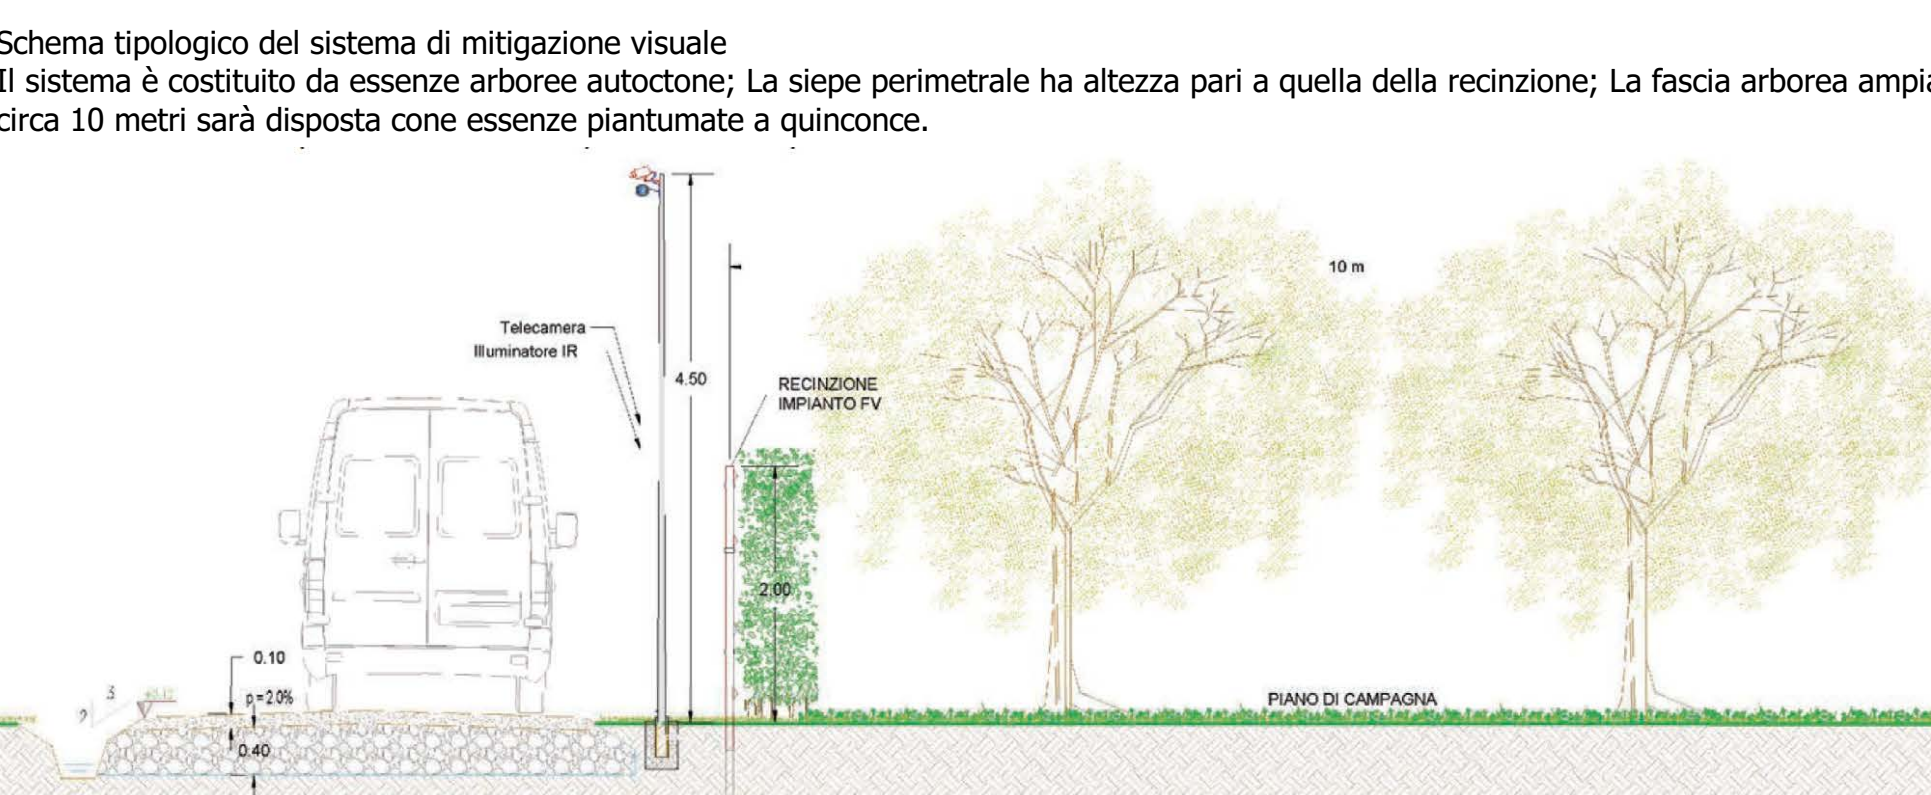 Schema tipologico del sistema di mitigazione visuale
Il sistema è costituito da essenze arboree autoctone; La siepe perimetrale ha altezza pari a quella della recinzione; La fascia arborea ampia
circa 10 metri sarà disposta cone essenze piantumate a quinconce.
10 m
Telecamera
Illuminatore IR
4.50
RECINZIONE
IMPIANTO FV
2.00
0.10
3
2
p=2.0%
PIANO DI CAMPAGNA
0.40